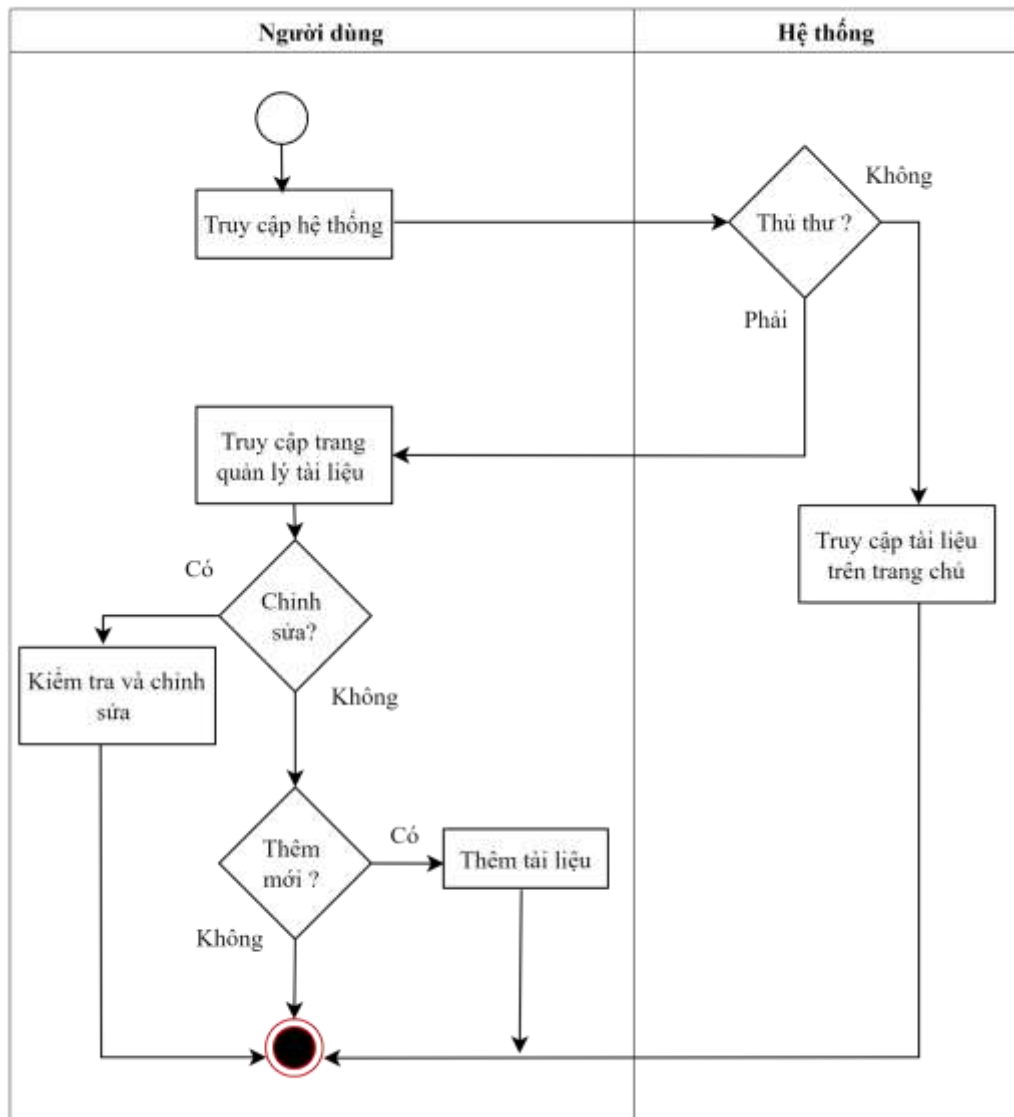 Người dùng
Hệ thống
Không
Truy cập hệ thống
Thủ thư ?
Phải
Truy cập trang
quản lý tài liệu
Truy cập tài liệu
trên trang chủ
Có
Chỉnh
sửa?
Kiểm tra và chỉnh
sửa
Không
Có
Thêm
mới ?
Thêm tài liệu
Không